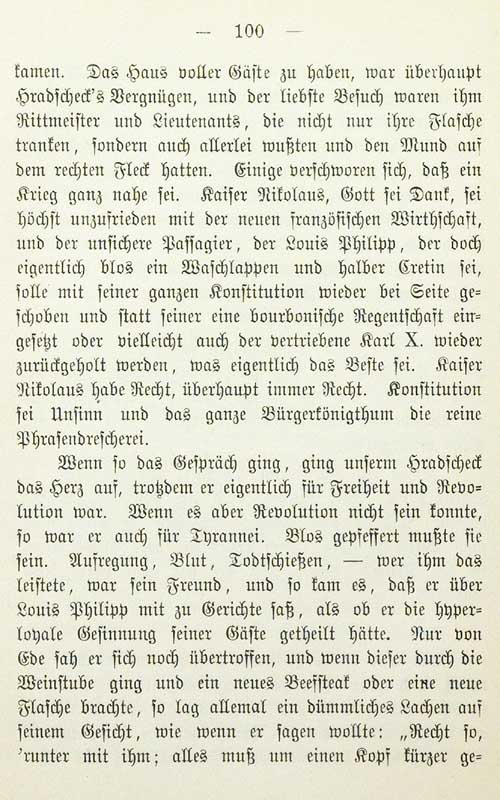 — 100 —
kamen. Das Haus voller Gäste zu haben, war überhaupt
Hradscheck's Vergnügen, und der liebste Besuch waren ihm
Rittmeister und Lieutenants, die nicht nur ihre Flasche
tranken, sondern auch allerlei wußten und den Mund auf
dem rechten Fleck hatten. Einige verschworen sich, daß ein
Krieg ganz nahe sei. Kaiser Nikolaus, Gott sei Dank, sei
höchst unzufrieden mit der neuen französischen Wirthschaft,
und der unsichere Passagier, der Louis Philipp, der doch
eigentlich blos ein Waschlappen und halber Cretin sei,
solle mit seiner ganzen Konstitution wieder bei Seite ge-
schoben und statt seiner eine bourbonische Regentschaft ein-
gesetzt oder vielleicht auch der vertriebene Karl X. wieder
zurückgeholt werden, was eigentlich das Beste sei. Kaiser
Nikolaus habe Recht, überhaupt immer Recht. Konstitution
sei Unsinn und das ganze Bürgerkönigthum die reine
Phrasendrescherei.
Wenn so das Gespräch ging, ging unserm Hradscheck
das Herz auf, trotzdem er eigentlich für Freiheit und Revo-
lution war. Wenn es aber Revolution nicht sein konnte,
so war er auch für Tyrannei. Blos gepfeffert mußte sie
sein. Aufregung, Blut, Todtschießen, — wer ihm das
leistete, war sein Freund, und so kam es, daß er über
Louis Philipp mit zu Gerichte saß, als ob er die hyper-
loyale Gesinnung seiner Gäste getheilt hätte. Nur von
Ede sah er sich noch übertroffen, und wenn dieser durch die
Weinstube ging und ein neues Beefsteak oder eine neue
Flasche brachte, so lag allemal ein dümmliches Lachen auf
seinem Gesicht, wie wenn er sagen wollte: „Recht so,
'runter mit ihm; alles muß um einen Kopf kürzer ge-